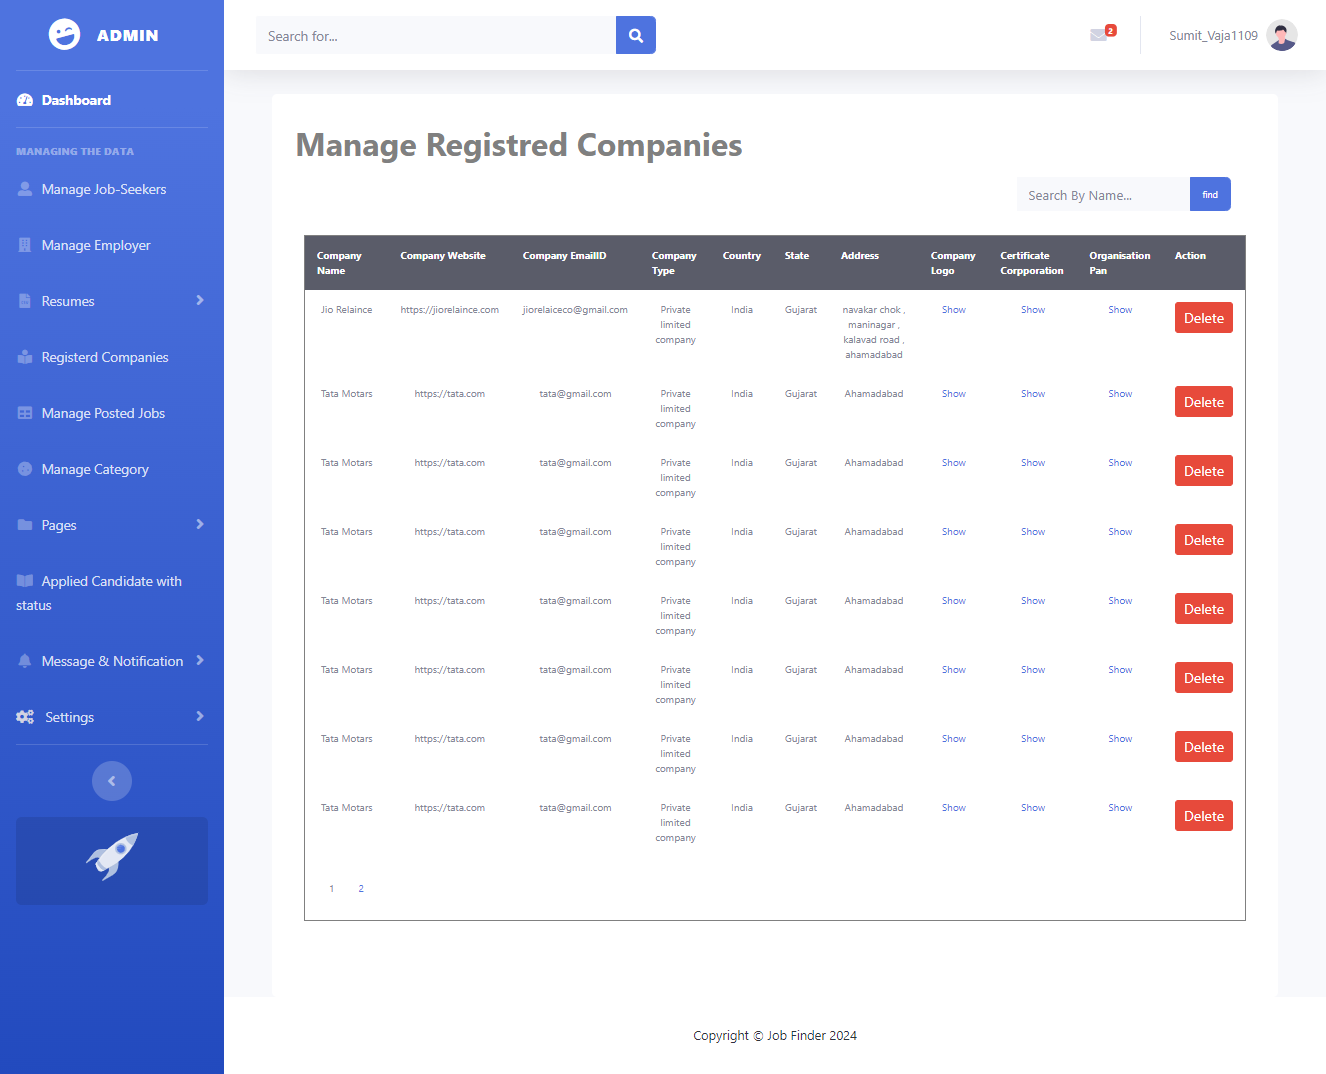 ADMIN
Search for...
2
Sumit_Vaja1109
Dashboard
MANAGING THE DATA
Manage Job-Seekers
Manage Employer
Resumes
Registerd Companies
Manage Posted Jobs
Manage Category
Pages
Applied Candidate with
status
Message & Notification
Settings
Manage Registred Companies
Search By Name... find
Company Name Company Website Company EmailID Company Type Country State Address Company Logo Certificate Corpporation Organisation Pan Action
Jio Relaince https://jiorelaince.com jiorelaiceco@gmail.com Private limited company India Gujarat navakar chok , maninagar , kalavad road , ahamadabad Show Show Show Delete
Tata Motars https://tata.com tata@gmail.com Private limited company India Gujarat Ahamadabad Show Show Show Delete
Tata Motars https://tata.com tata@gmail.com Private limited company India Gujarat Ahamadabad Show Show Show Delete
Tata Motars https://tata.com tata@gmail.com Private limited company India Gujarat Ahamadabad Show Show Show Delete
Tata Motars https://tata.com tata@gmail.com Private limited company India Gujarat Ahamadabad Show Show Show Delete
Tata Motars https://tata.com tata@gmail.com Private limited company India Gujarat Ahamadabad Show Show Show Delete
Tata Motars https://tata.com tata@gmail.com Private limited company India Gujarat Ahamadabad Show Show Show Delete
Tata Motars https://tata.com tata@gmail.com Private limited company India Gujarat Ahamadabad Show Show Show Delete
1 2
Copyright © Job Finder 2024